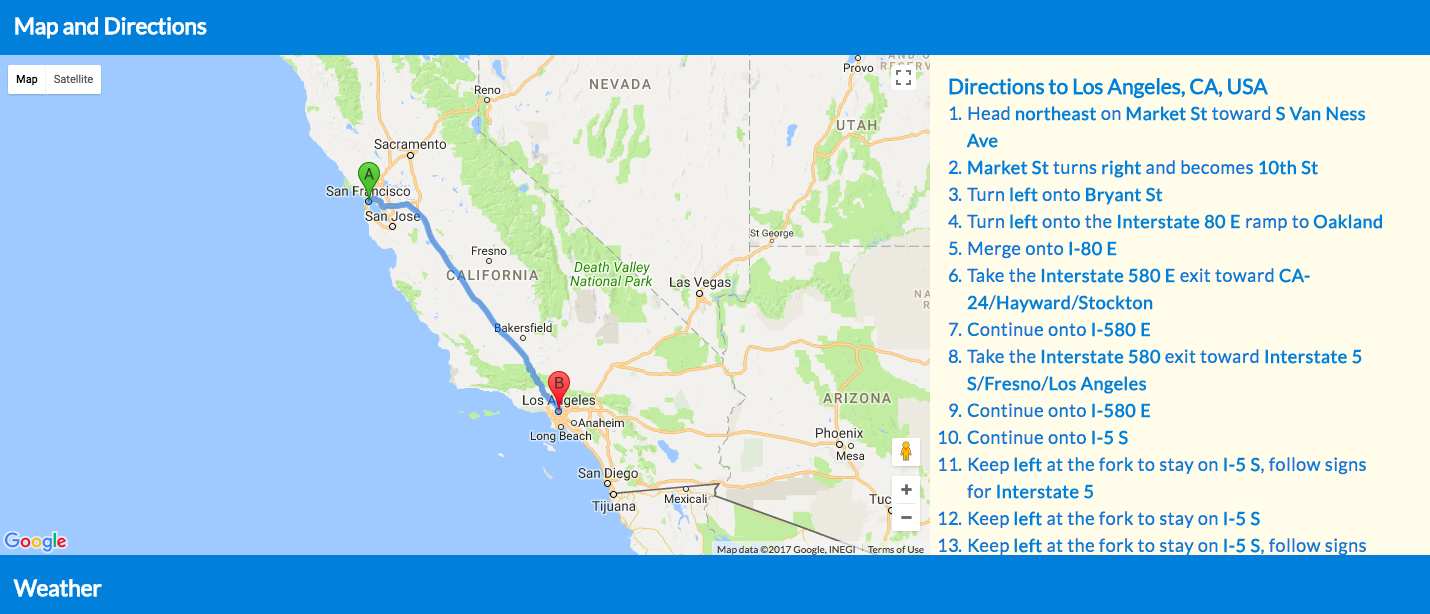 Map and Directions
Map
Satellite
NEVADA
Provo
AND O
RESERV
Reno
UTAH
Sacramento
A
San Francisco
San Jose
St George
Fresno
CALIFORNIA
Death Valley
National Park
Las Vegas
NA
R
Bakersfield
B
Los Angeles
ARIZONA
Anaheim
Long Beach
Phoenix
Mesa
San Diego
Mexicali
Tijuana
Tuc
+
−
Google
Map data ©2017 Google, INEGI
Terms of Use
Directions to Los Angeles, CA, USA
1. Head northeast on Market St toward S Van Ness
Ave
2. Market St turns right and becomes 10th St
3. Turn left onto Bryant St
4. Turn left onto the Interstate 80 E ramp to Oakland
5. Merge onto I-80 E
6. Take the Interstate 580 E exit toward CA-
24/Hayward/Stockton
7. Continue onto I-580 E
8. Take the Interstate 580 exit toward Interstate 5
S/Fresno/Los Angeles
9. Continue onto I-580 E
10. Continue onto I-5 S
11. Keep left at the fork to stay on I-5 S, follow signs
for Interstate 5
12. Keep left at the fork to stay on I-5 S
13. Keep left at the fork to stay on I-5 S, follow signs
Weather